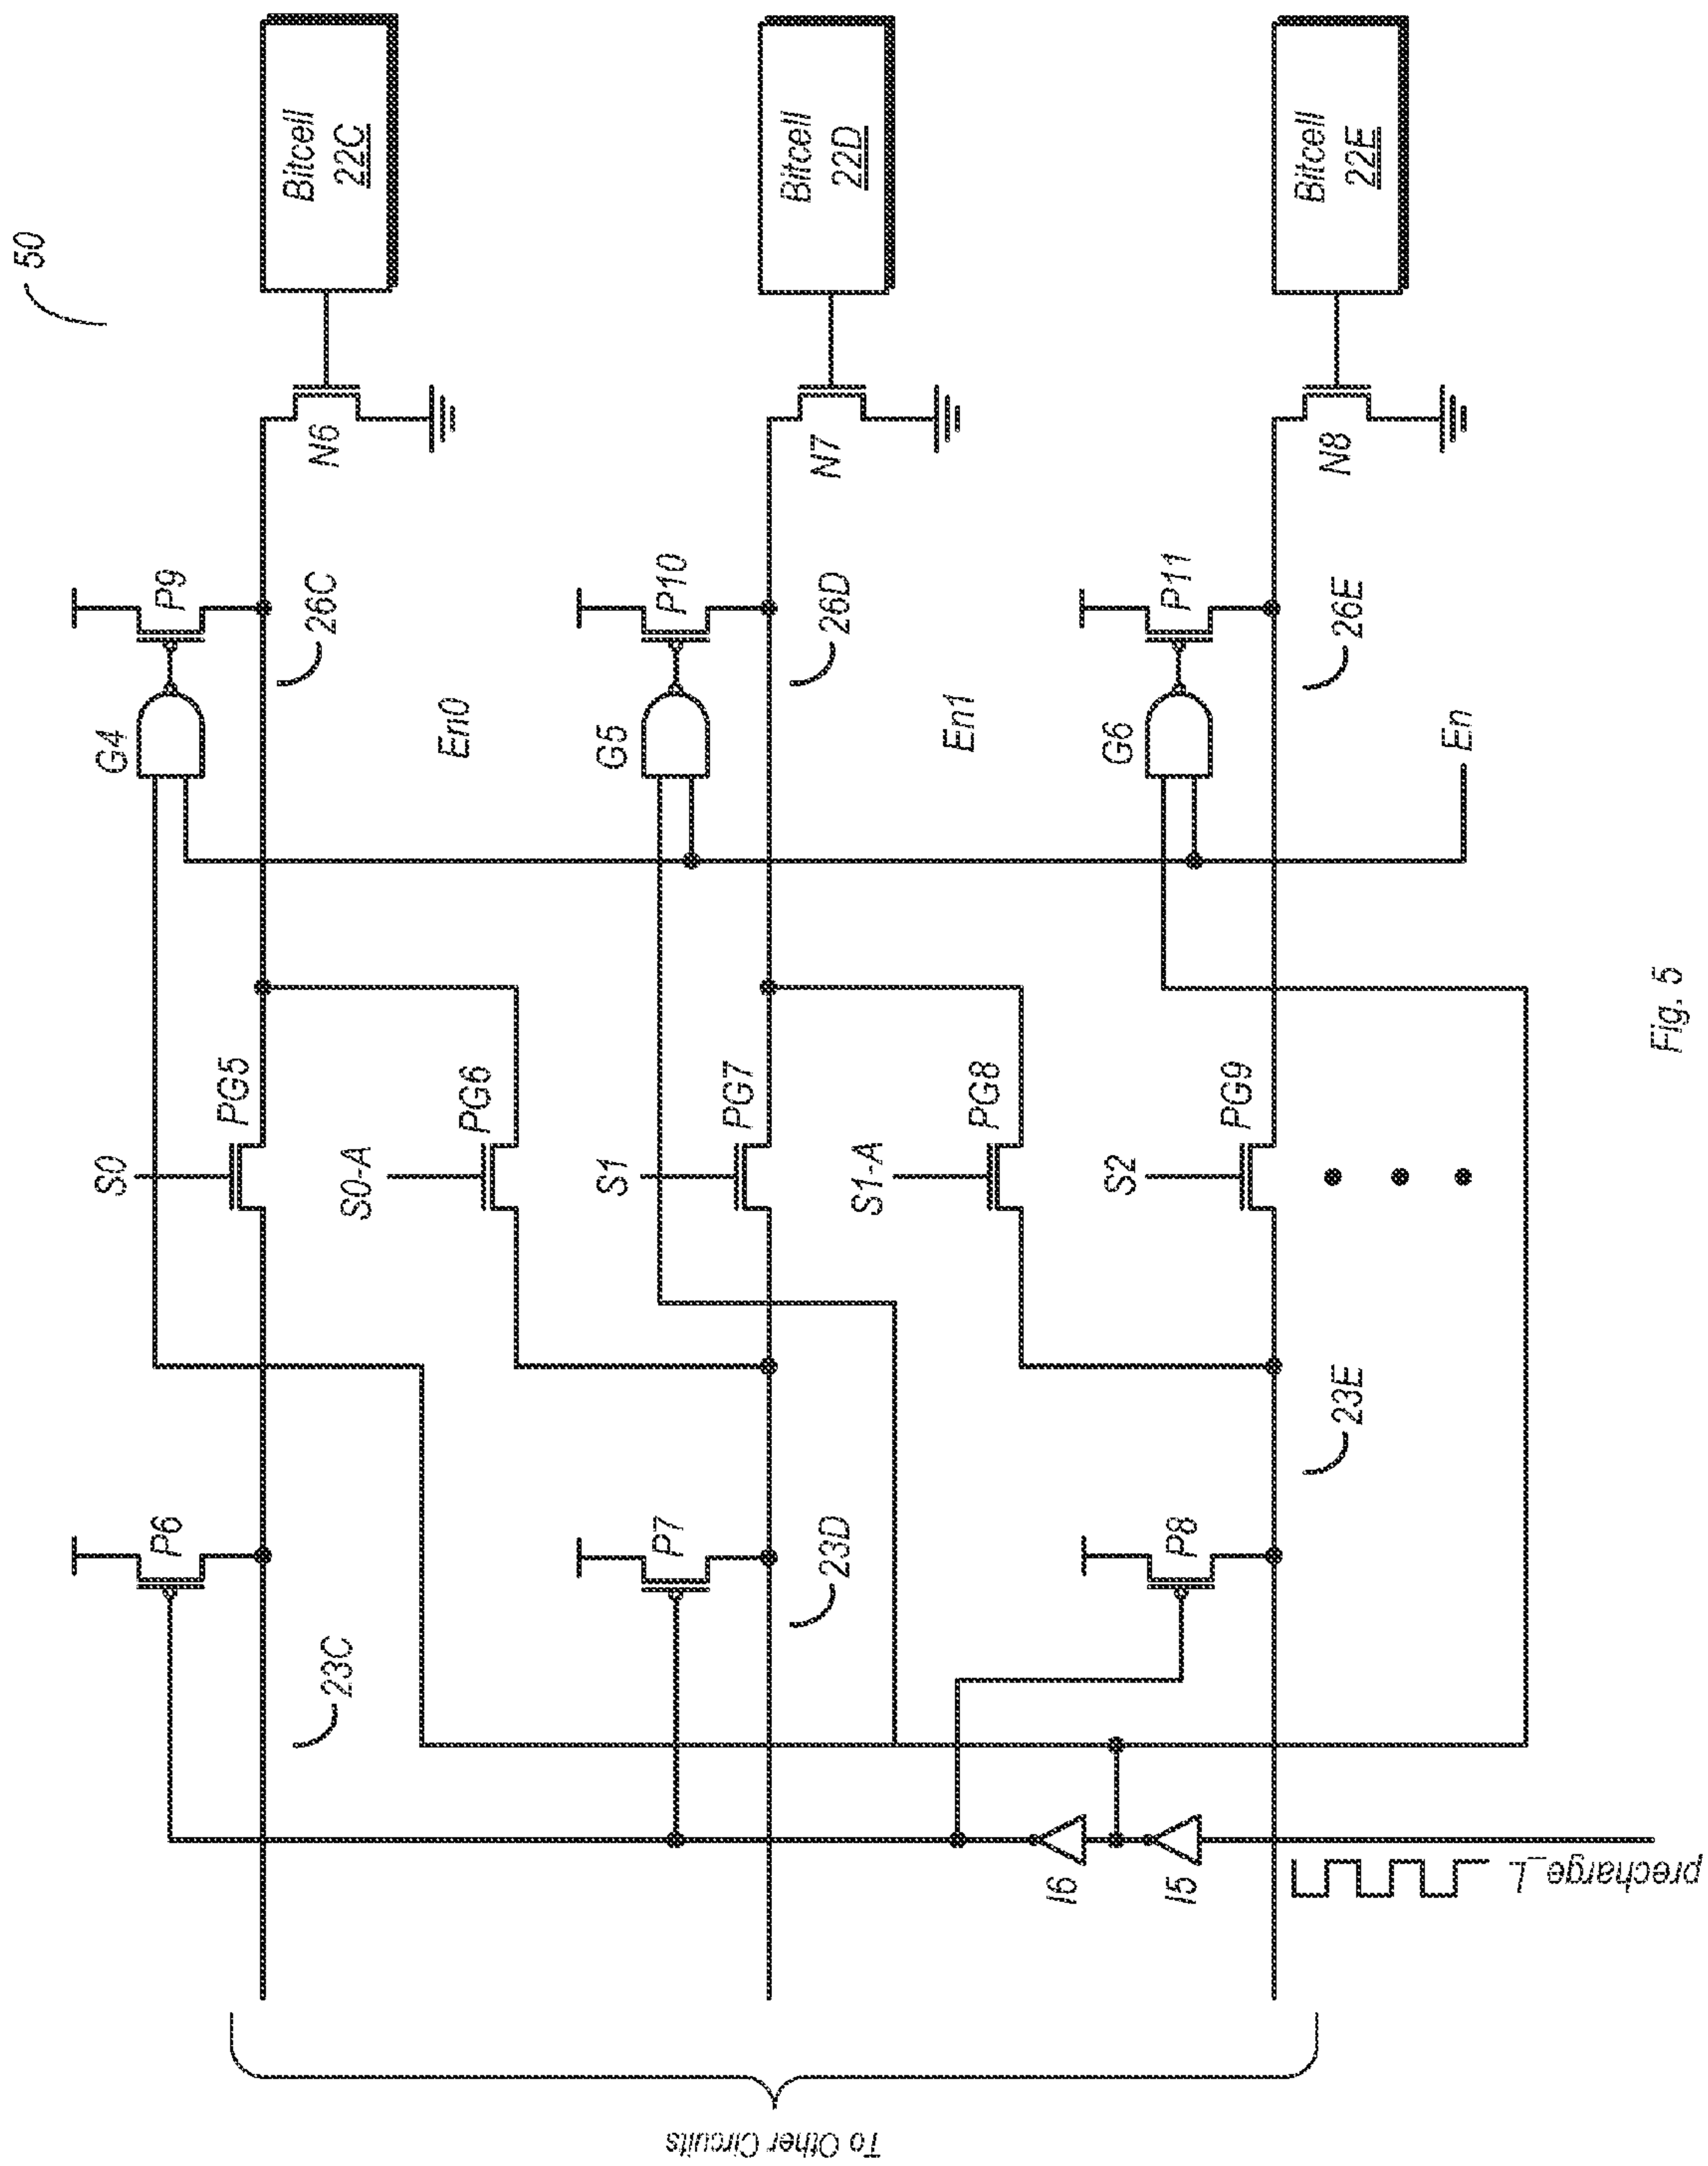 50
Bitcell
22C
Bitcell
22D
Bitcell
22E
N6
N7
N8
P9
P10
P11
26C
26D
26E
G4
En0
G5
En1
G6
En
PG5
PG6
PG7
PG8
PG9
S0
S0-A
S1
S1-A
S2
P6
P7
P8
23C
23D
23E
I6
I5
precharge_L
To Other Circuits
Fig. 5